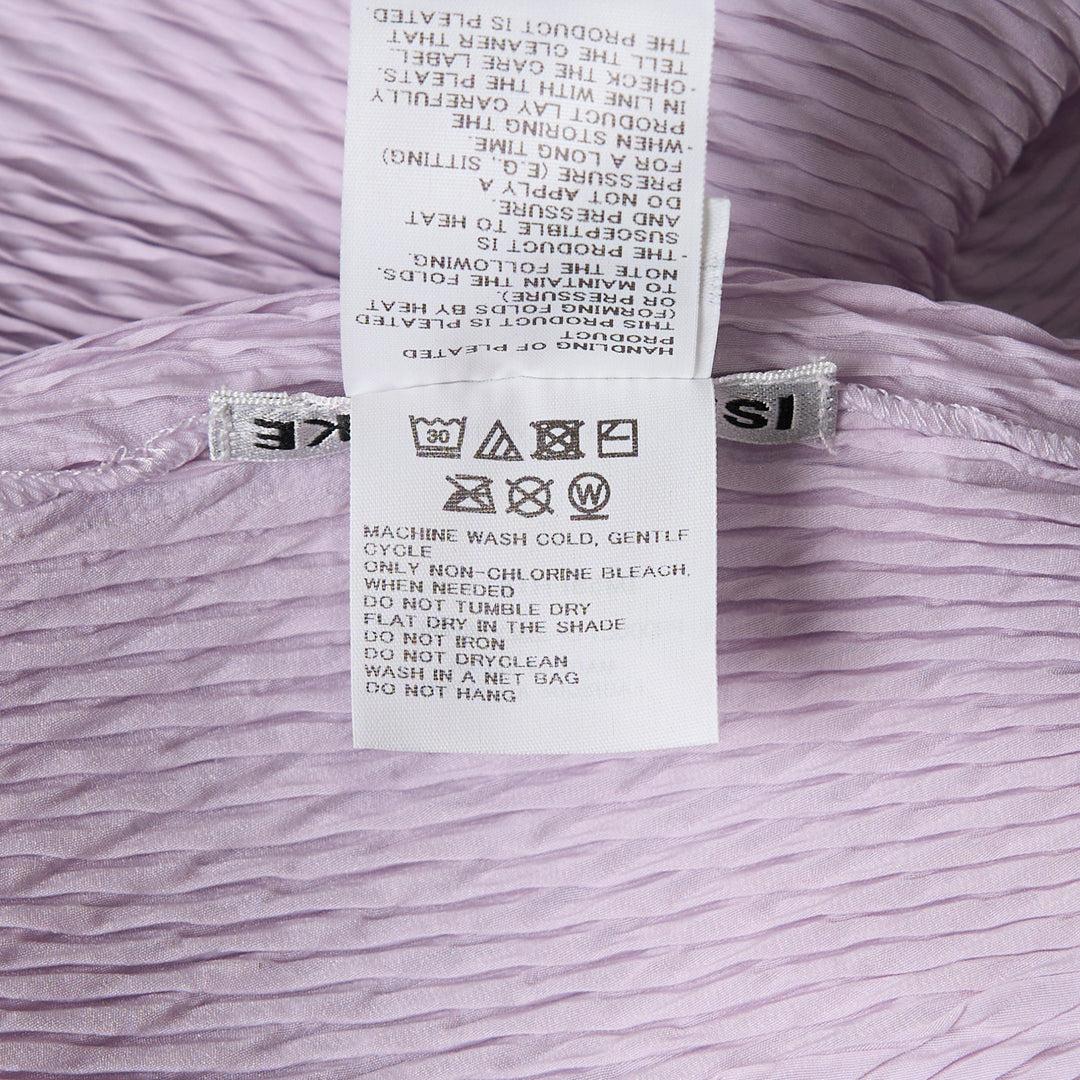 HANDLING OF PLEATED
PRODUCT
THIS PRODUCT IS PLEATED
(FORMING FOLDS BY HEAT
OR PRESSURE).
TO MAINTAIN THE FOLDS.
NOTE THE FOLLOWING.
- THE PRODUCT IS
SUSCEPTIBLE TO HEAT
AND PRESSURE.
DO NOT APPLY A
PRESSURE (E.G., SITTING)
FOR A LONG TIME.
- WHEN STORING THE
PRODUCT LAY CAREFULLY
IN LINE WITH THE PLEATS.
- CHECK THE CARE LABEL.
TELL THE CLEANER THAT
THE PRODUCT IS PLEATED.
IS KE
30
W
MACHINE WASH COLD, GENTLE
CYCLE
ONLY NON-CHLORINE BLEACH,
WHEN NEEDED
DO NOT TUMBLE DRY
FLAT DRY IN THE SHADE
DO NOT IRON
DO NOT DRYCLEAN
WASH IN A NET BAG
DO NOT HANG